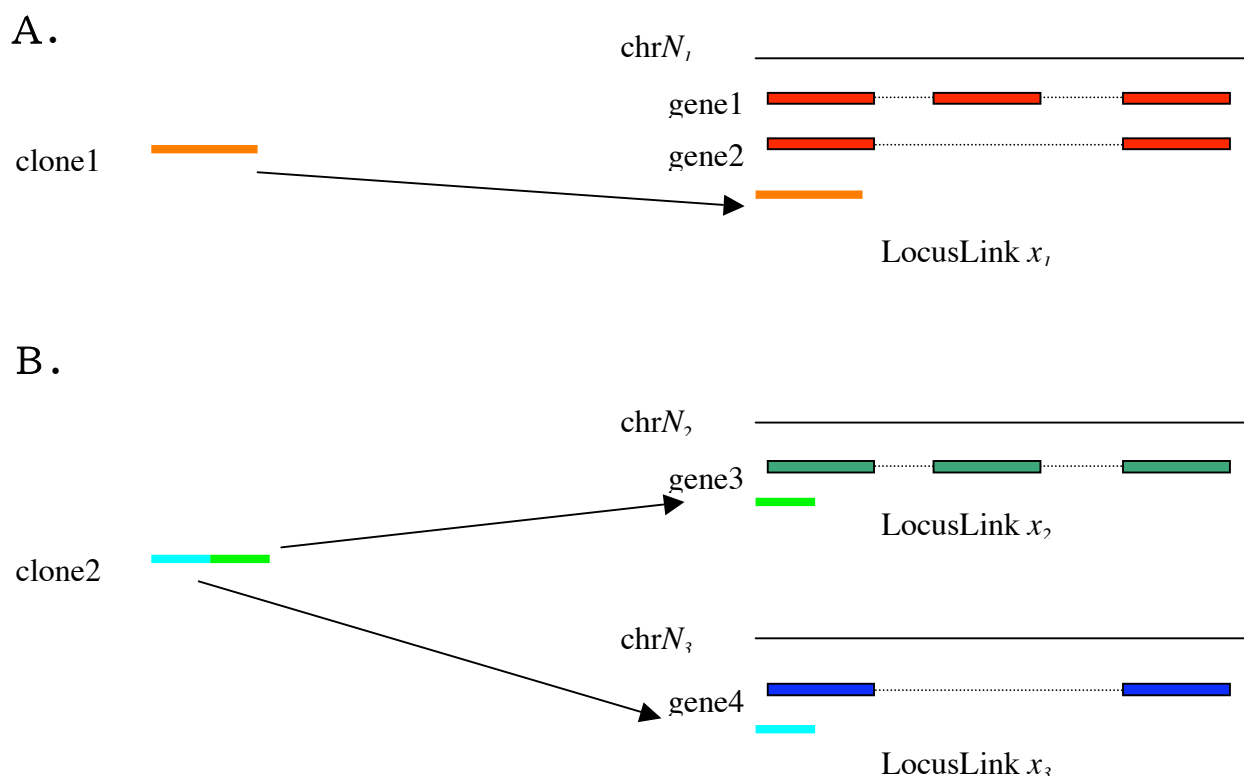 A.
chrN₁
gene1
gene2
clone1
LocusLink x₁
B.
chrN₂
gene3
LocusLink x₂
clone2
chrN₃
gene4
LocusLink x₃